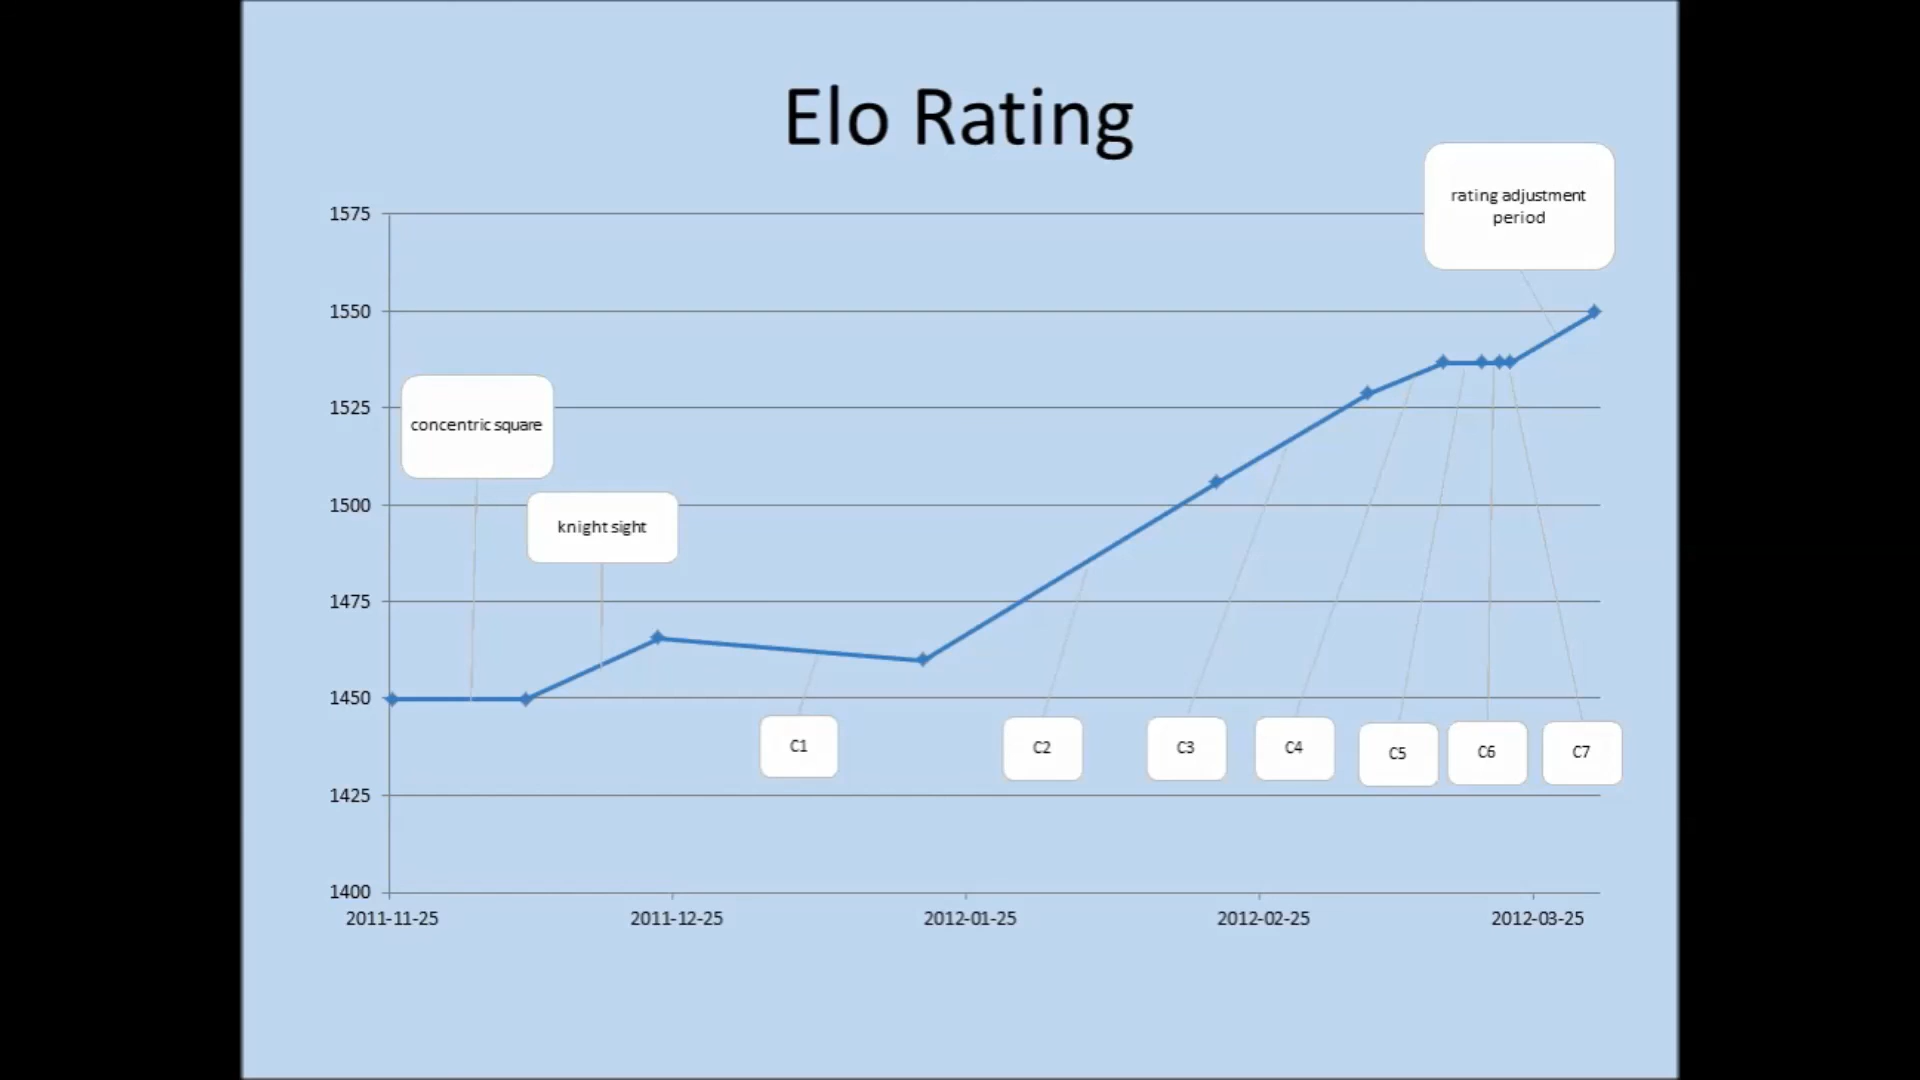 Elo Rating
rating adjustment
period
1575
1550
1525
concentric square
1500
knight sight
1475
1450
C1
C2
C3
C4
C5
C6
C7
1425
1400
2011-11-25
2011-12-25
2012-01-25
2012-02-25
2012-03-25